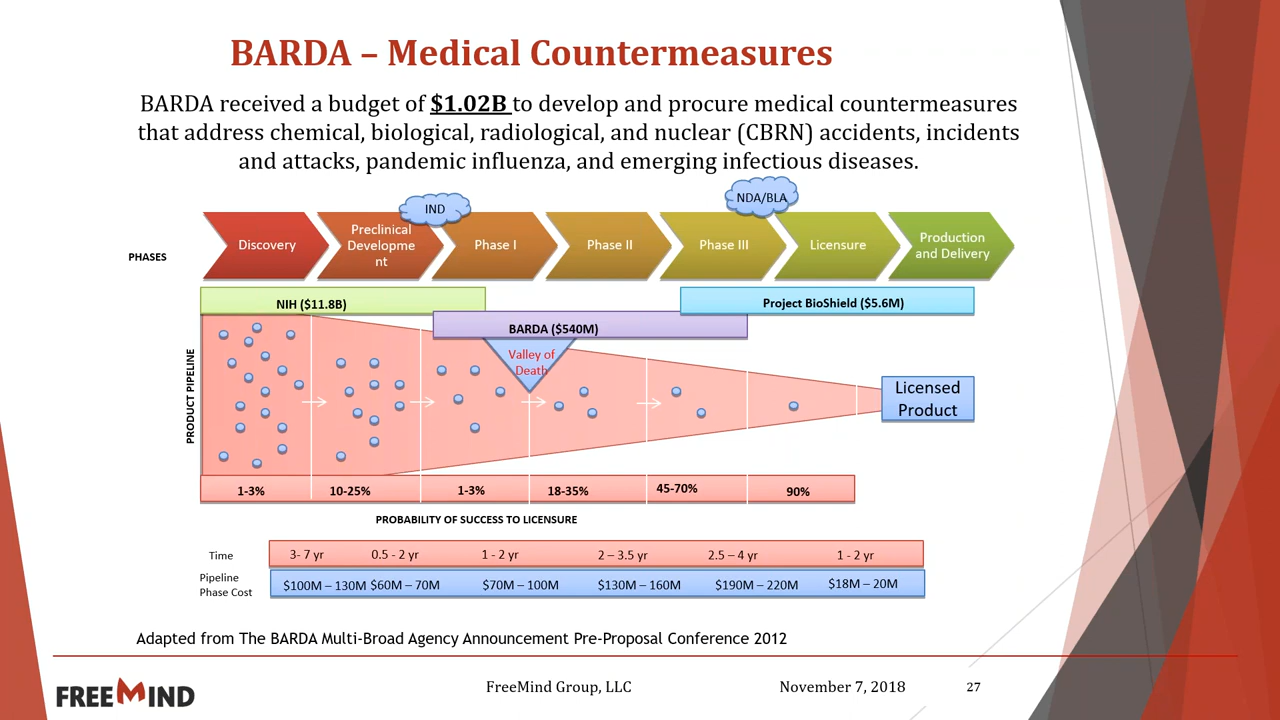 BARDA – Medical Countermeasures
BARDA received a budget of $1.02B to develop and procure medical countermeasures
that address chemical, biological, radiological, and nuclear (CBRN) accidents, incidents
and attacks, pandemic influenza, and emerging infectious diseases.
IND
NDA/BLA
PHASES
Discovery
Preclinical
Developme
nt
Phase I
Phase II
Phase III
Licensure
Production
and Delivery
NIH ($11.8B)
Project BioShield ($5.6M)
BARDA ($540M)
Valley of
Death
PRODUCT PIPELINE
Licensed
Product
1-3%
10-25%
1-3%
18-35%
45-70%
90%
PROBABILITY OF SUCCESS TO LICENSURE
Time
3- 7 yr
0.5 - 2 yr
1 - 2 yr
2 – 3.5 yr
2.5 – 4 yr
1 - 2 yr
Pipeline
Phase Cost
$100M – 130M
$60M – 70M
$70M – 100M
$130M – 160M
$190M – 220M
$18M – 20M
Adapted from The BARDA Multi-Broad Agency Announcement Pre-Proposal Conference 2012
FREEMIND
FreeMind Group, LLC
November 7, 2018
27